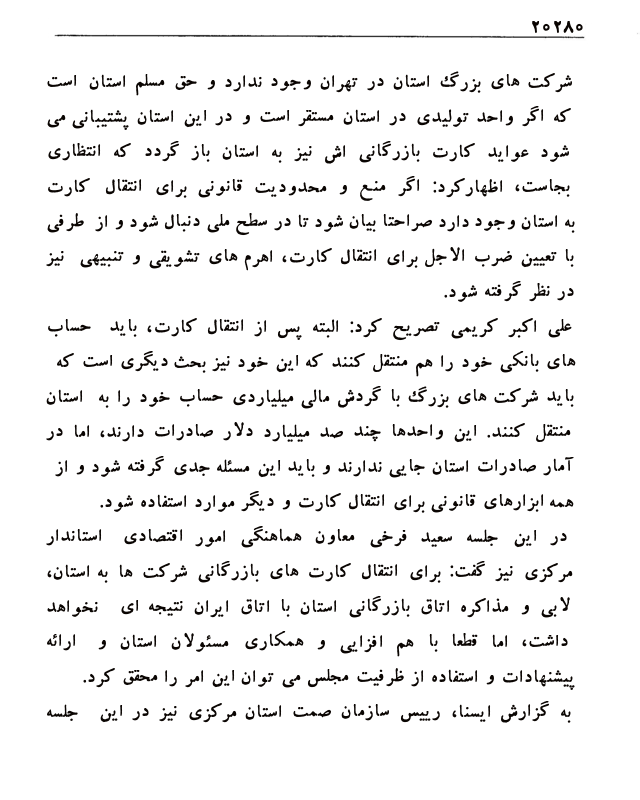 ۲۰۲۸۰
شرکت های بزرگ استان در تهران وجود ندارد و حق مسلم استان است
که اگر واحد تولیدی در استان مستقر است و در این استان پشتیبانی می
شود عواید کارت بازرگانی اش نیز به استان باز گردد که انتظاری
بجاست، اظهارکرد: اگر منع و محدودیت قانونی برای انتقال کارت
به استان وجود دارد صراحتا بیان شود تا در سطح ملی دنبال شود و از طرفی
با تعیین ضرب الاجل برای انتقال کارت، اهرم های تشویقی و تنبیهی نیز
در نظر گرفته شود.
علی اکبر کریمی تصریح کرد: البته پس از انتقال کارت، باید حساب
های بانکی خود را هم منتقل کنند که این خود نیز بحث دیگری است که
باید شرکت های بزرگ با گردش مالی میلیاردی حساب خود را به استان
منتقل کنند. این واحدها چند صد میلیارد دلار صادرات دارند، اما در
آمار صادرات استان جایی ندارند و باید این مسئله جدی گرفته شود و از
همه ابزارهای قانونی برای انتقال کارت و دیگر موارد استفاده شود.
در این جلسه سعید فرخی معاون هماهنگی امور اقتصادی استاندار
مرکزی نیز گفت: برای انتقال کارت های بازرگانی شرکت ها به استان،
لابی و مذاکره اتاق بازرگانی استان با اتاق ایران نتیجه ای نخواهد
داشت، اما قطعا با هم افزایی و همکاری مسئولان استان و ارائه
پیشنهادات و استفاده از ظرفیت مجلس می توان این امر را محقق کرد.
به گزارش ایسنا، رییس سازمان صمت استان مرکزی نیز در این جلسه